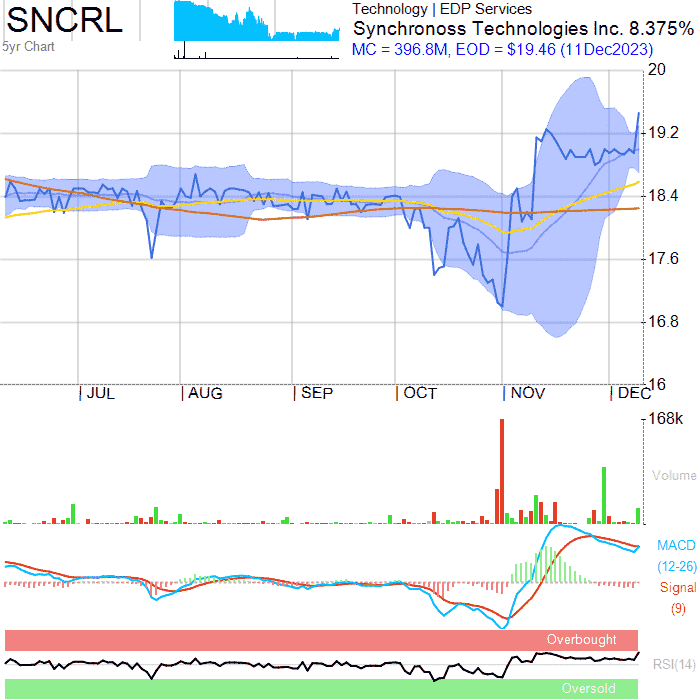 SNCRL
5yr Chart
Technology | EDP Services
Synchronoss Technologies Inc. 8.375%
MC = 396.8M, EOD = $19.46 (11Dec2023)
20
19.2
18.4
17.6
16.8
16
JUL AUG SEP OCT NOV DEC
168k
Volume
MACD
(12-26)
Signal
(9)
Overbought
RSI(14)
Oversold